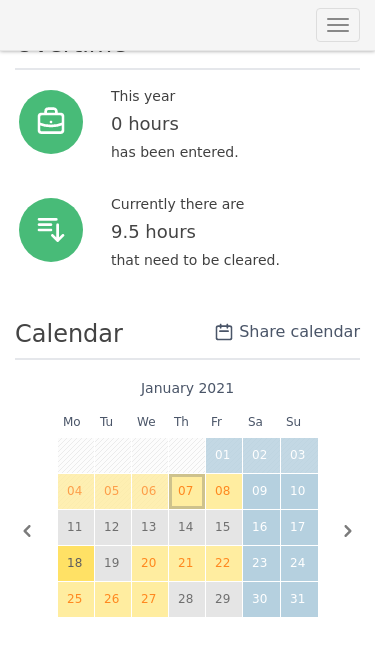 This year
0 hours
has been entered.
Currently there are
9.5 hours
that need to be cleared.
Calendar
Share calendar
January 2021
Mo Tu We Th Fr Sa Su
01 02 03
04 05 06 07 08 09 10
11 12 13 14 15 16 17
18 19 20 21 22 23 24
25 26 27 28 29 30 31